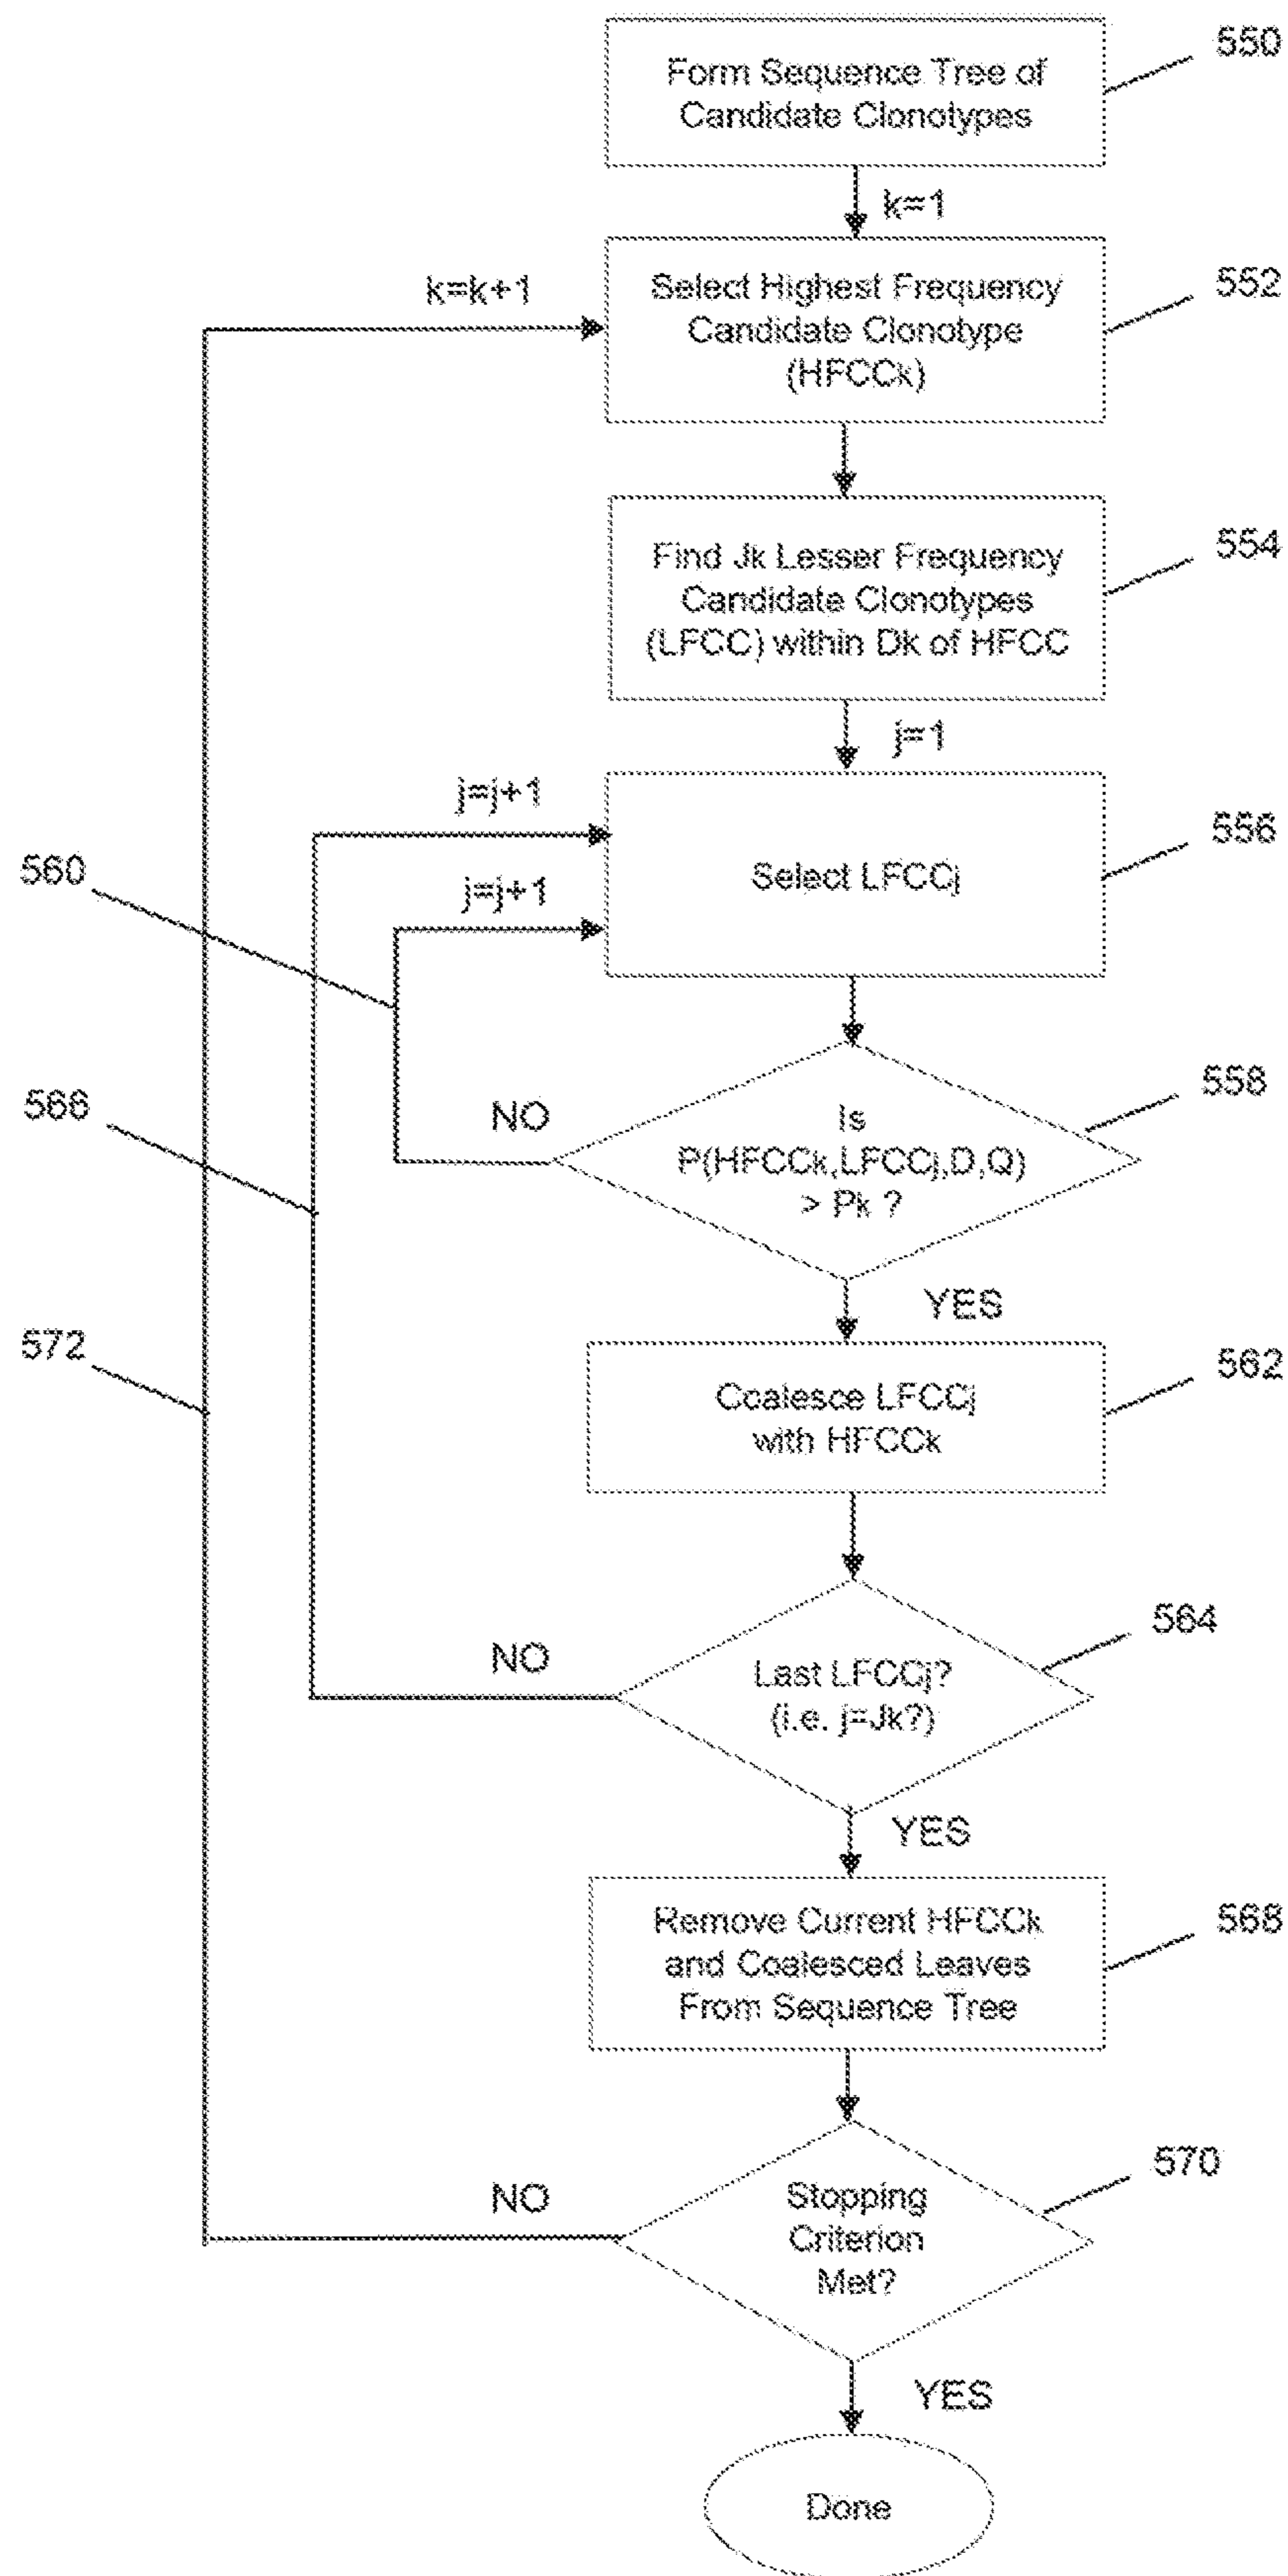 550
Form Sequence Tree of
Candidate Clonotypes
k=1
552
k=k+1
Select Highest Frequency
Candidate Clonotype
(HFCCk)
554
Find Jk Lesser Frequency
Candidate Clonotypes
(LFCC) within Dk of HFCC
j=1
j=j+1
556
560
j=j+1
Select LFCCj
558
566
NO
Is
P(HFCCk,LFCCj,D,Q)
> Pk ?
YES
572
562
Coalesce LFCCj
with HFCCk
564
NO
Last LFCCj?
(i.e. j=Jk?)
YES
568
Remove Current HFCCk
and Coalesced Leaves
From Sequence Tree
570
NO
Stopping
Criterion
Met?
YES
Done